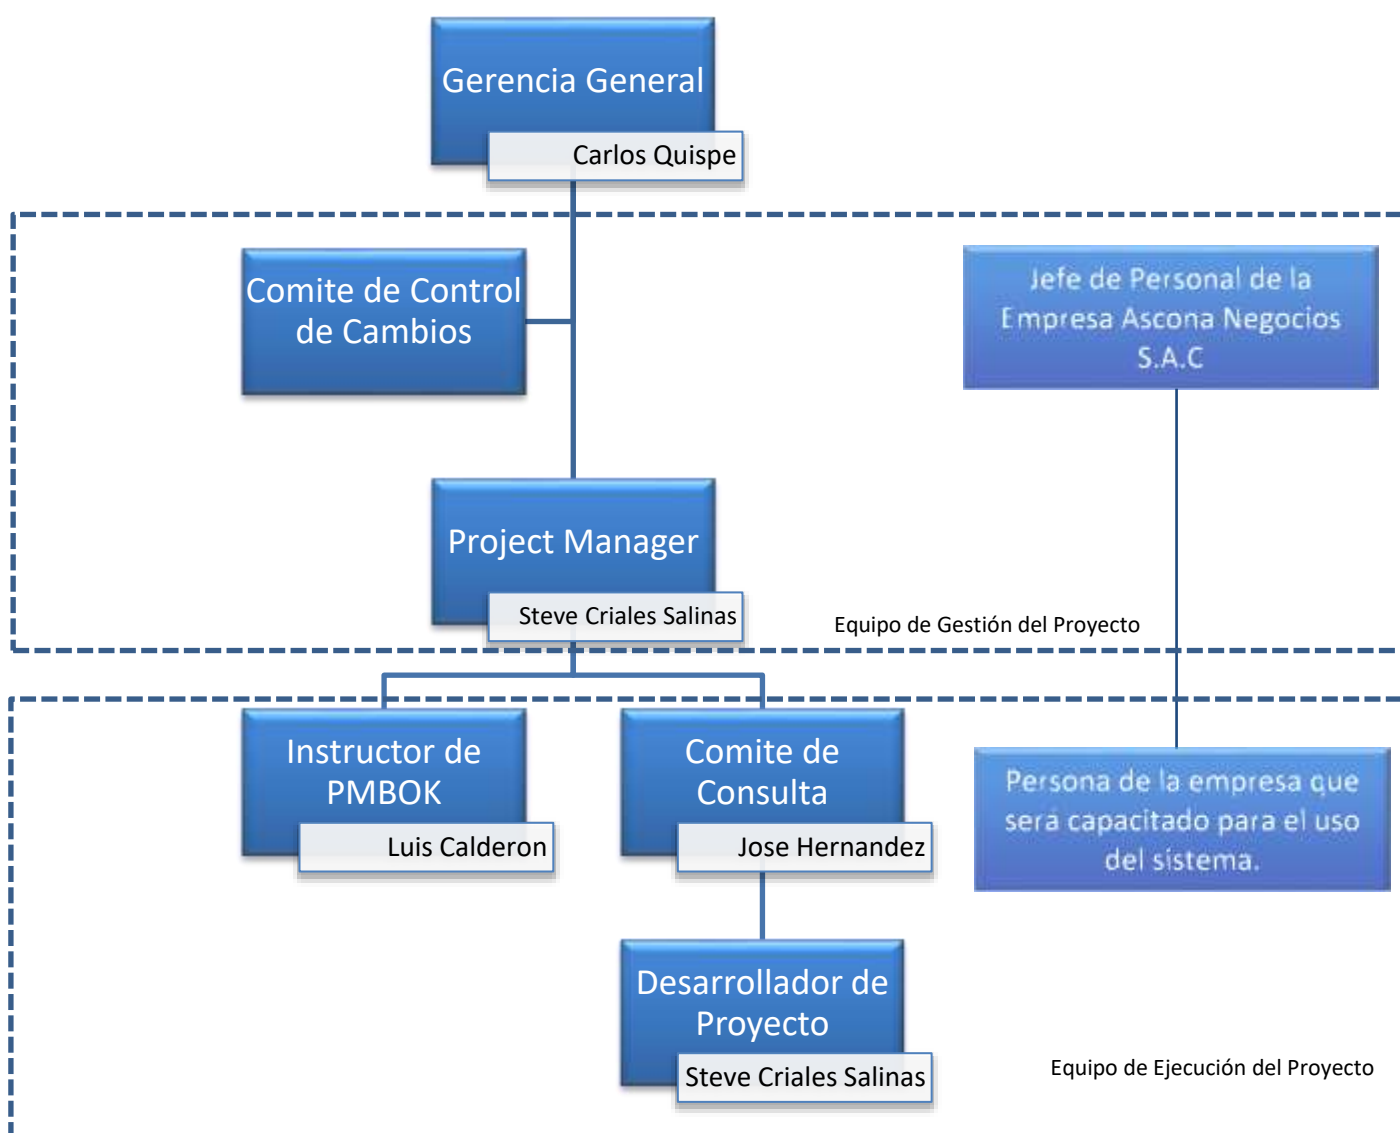 Gerencia General
Carlos Quispe
Comite de Control
de Cambios
Jefe de Personal de la
Empresa Ascona Negocios
S.A.C
Project Manager
Steve Criales Salinas
Equipo de Gestión del Proyecto
Instructor de
PMBOK
Luis Calderon
Comite de
Consulta
Jose Hernandez
Persona de la empresa que
será capacitado para el uso
del sistema.
Desarrollador de
Proyecto
Steve Criales Salinas
Equipo de Ejecución del Proyecto